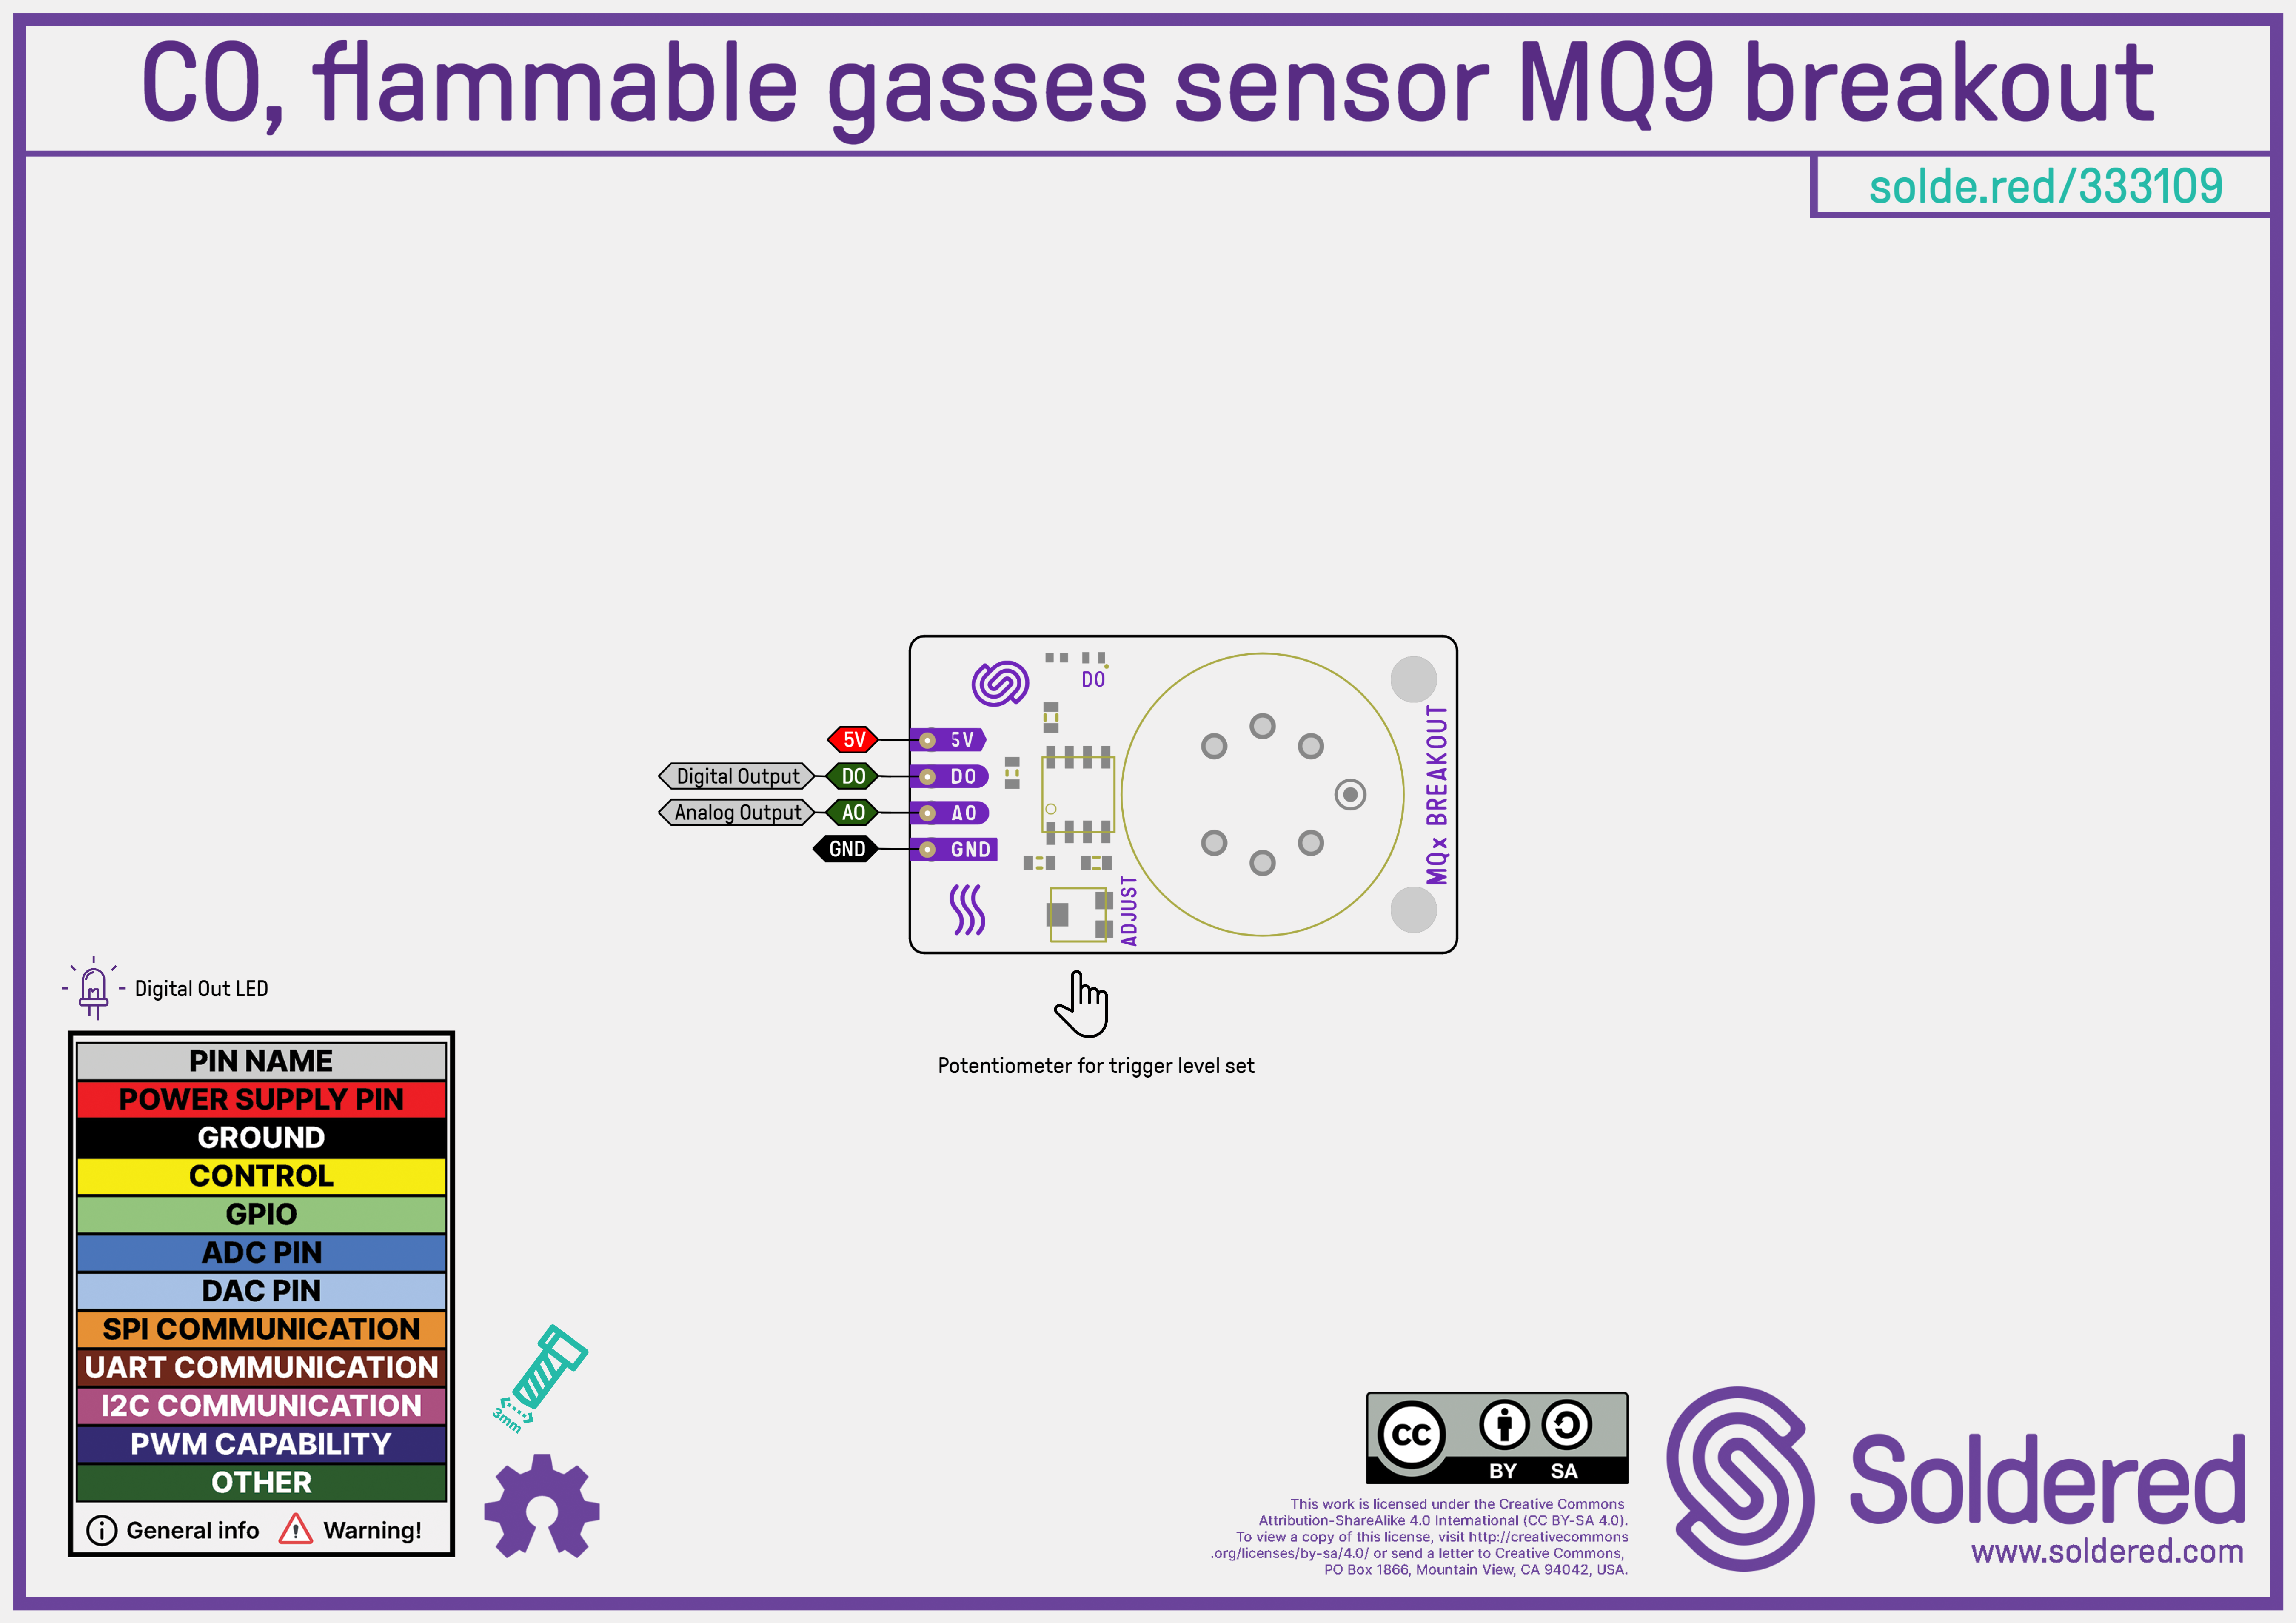 CO, flammable gasses sensor MQ9 breakout
solde.red/333109
DO
5V 5V
Digital Output DO DO
Analog Output AO AO
GND GND
MQx BREAKOUT
ADJUST
Potentiometer for trigger level set
Digital Out LED
PIN NAME
POWER SUPPLY PIN
GROUND
CONTROL
GPIO
ADC PIN
DAC PIN
SPI COMMUNICATION
UART COMMUNICATION
I2C COMMUNICATION
PWM CAPABILITY
OTHER
General info Warning!
3mm
CC BY SA
This work is licensed under the Creative Commons
Attribution-ShareAlike 4.0 International (CC BY-SA 4.0).
To view a copy of this license, visit http://creativecommons
.org/licenses/by-sa/4.0/ or send a letter to Creative Commons,
PO Box 1866, Mountain View, CA 94042, USA.
Soldered
www.soldered.com